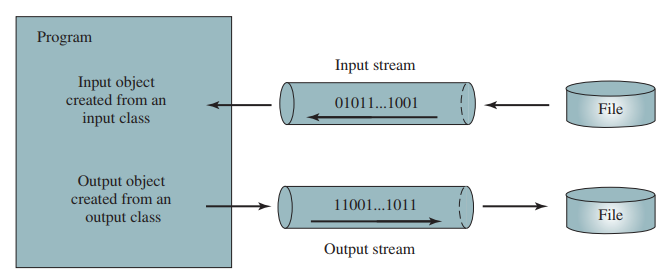 Program
Input stream
Input object
created from an
input class
01011...1001
File
Output object
created from an
output class
11001...1011
File
Output stream